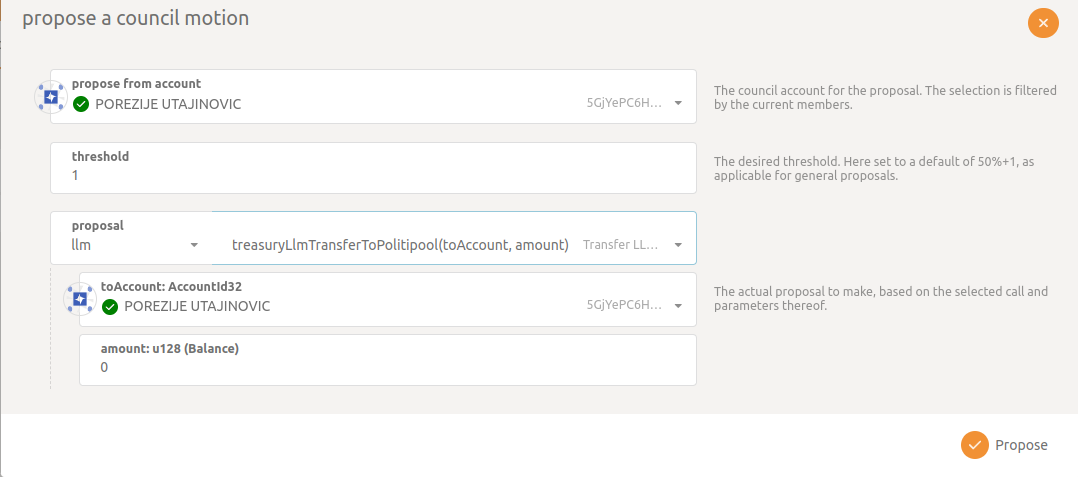 propose a council motion
propose from account
POREZIJE UTAJINOVIC
5GjYePC6H...
The council account for the proposal. The selection is filtered
by the current members.
threshold
1
The desired threshold. Here set to a default of 50%+1, as
applicable for general proposals.
proposal
llm
treasuryLlmTransferToPolitipool(toAccount, amount)
Transfer LL...
toAccount: AccountId32
POREZIJE UTAJINOVIC
5GjYePC6H...
The actual proposal to make, based on the selected call and
parameters thereof.
amount: u128 (Balance)
0
Propose